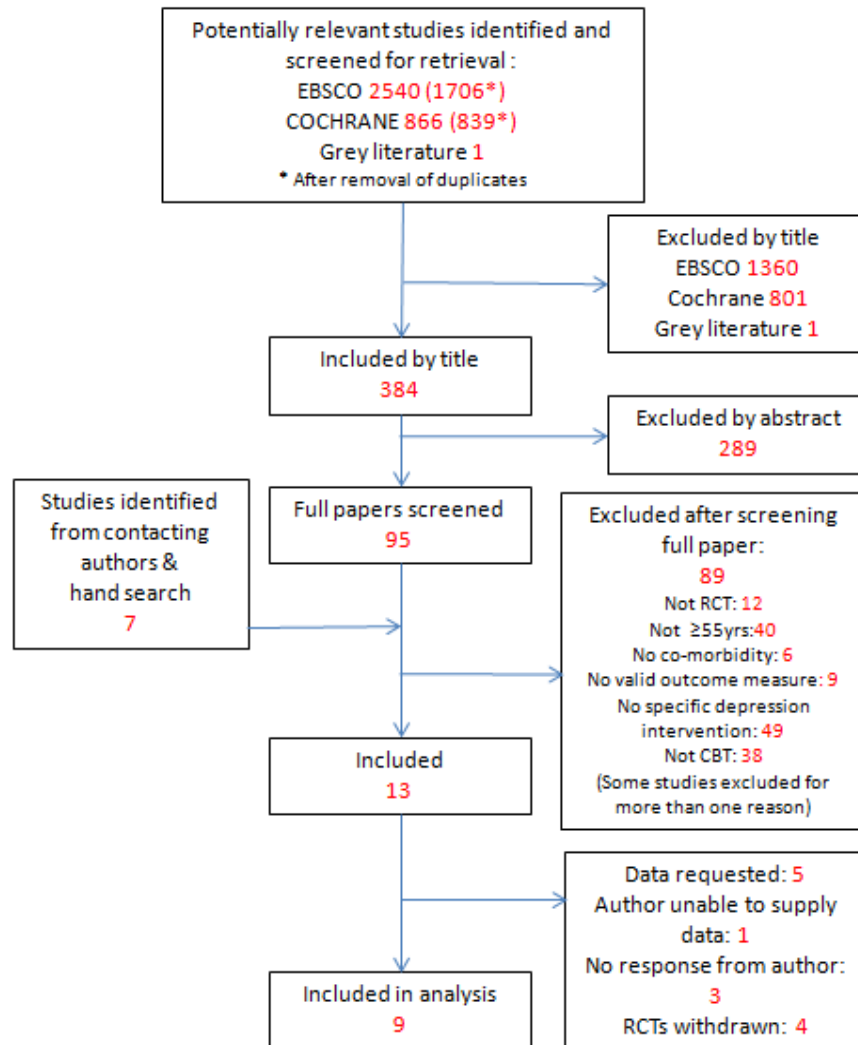 Potentially relevant studies identified and
screened for retrieval :
EBSCO 2540 (1706*)
COCHRANE 866 (839*)
Grey literature 1
* After removal of duplicates
Excluded by title
EBSCO 1360
Cochrane 801
Grey literature 1
Included by title
384
Excluded by abstract
289
Studies identified
from contacting
authors &
hand search
7
Full papers screened
95
Excluded after screening
full paper:
89
Not RCT: 12
Not ≥55yrs:40
No co-morbidity: 6
No valid outcome measure: 9
No specific depression
intervention: 49
Not CBT: 38
(Some studies excluded for
more than one reason)
Included
13
Data requested: 5
Author unable to supply
data: 1
No response from author:
3
RCTs withdrawn: 4
Included in analysis
9